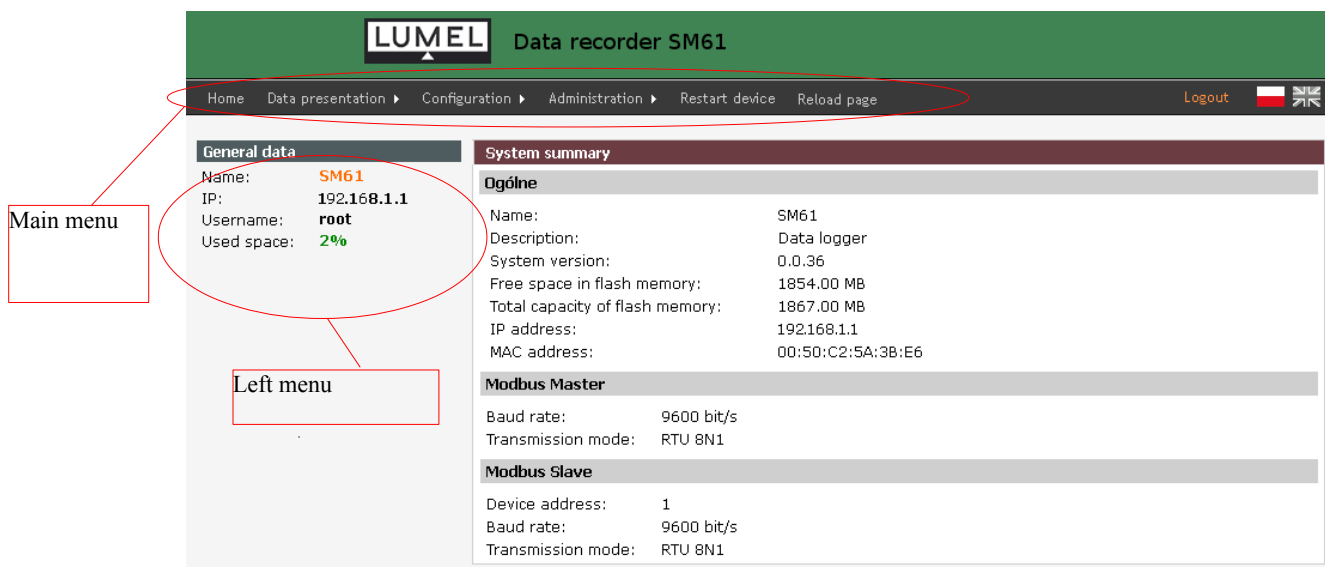 LUMEL Data recorder SM61
Home Data presentation Configuration Administration Restart device Reload page Logout
General data
Name: SM61
IP: 192.168.1.1
Username: root
Used space: 2%
Main menu
Left menu
System summary
Ogólne
Name: SM61
Description: Data logger
System version: 0.0.36
Free space in flash memory: 1854.00 MB
Total capacity of flash memory: 1867.00 MB
IP address: 192.168.1.1
MAC address: 00:50:C2:5A:3B:E6
Modbus Master
Baud rate: 9600 bit/s
Transmission mode: RTU 8N1
Modbus Slave
Device address: 1
Baud rate: 9600 bit/s
Transmission mode: RTU 8N1